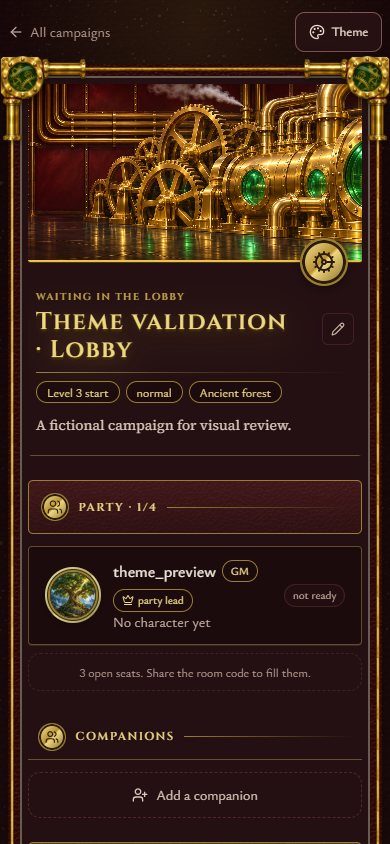 All campaigns
Theme
WAITING IN THE LOBBY
THEME VALIDATION
· LOBBY
Level 3 start normal Ancient forest
A fictional campaign for visual review.
PARTY · 1/4
theme_preview GM
party lead
not ready
No character yet
3 open seats. Share the room code to fill them.
COMPANIONS
Add a companion